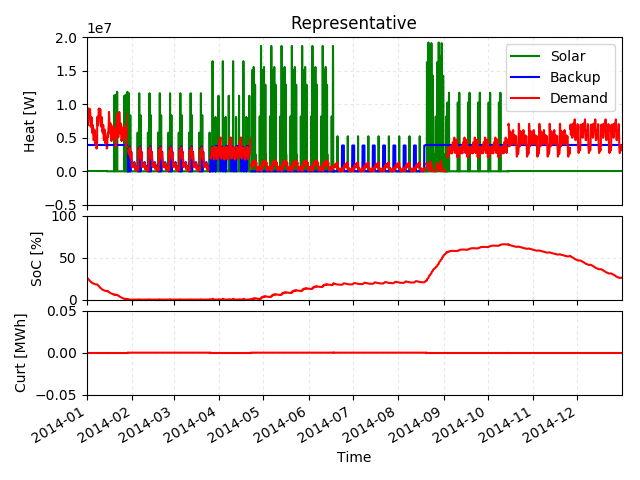 Representative
1e7
2.0
1.5
1.0
0.5
0.0
−0.5
Heat [W]
Solar
Backup
Demand
100
50
0
SoC [%]
0.05
0.00
−0.05
Curt [MWh]
2014-01
2014-02
2014-03
2014-04
2014-05
2014-06
2014-07
2014-08
2014-09
2014-10
2014-11
2014-12
Time